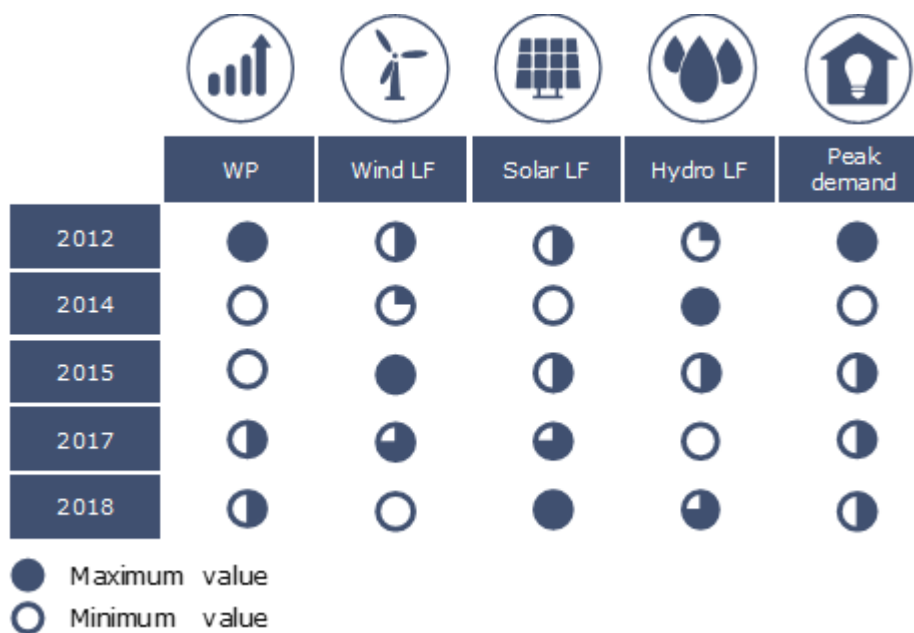 WP Wind LF Solar LF Hydro LF Peak demand
2012
2014
2015
2017
2018
Maximum value
Minimum value